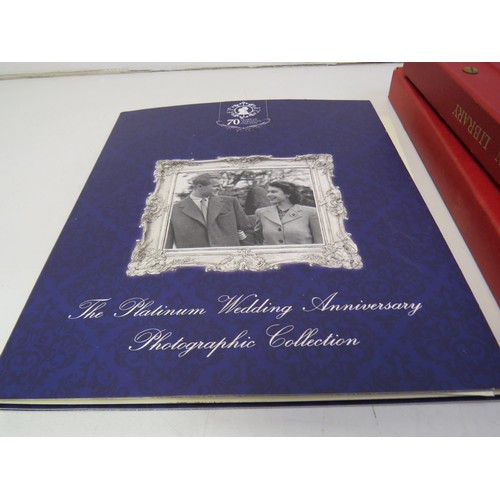 70
The Platinum Wedding Anniversary
Photographic Collection
LIBRARY